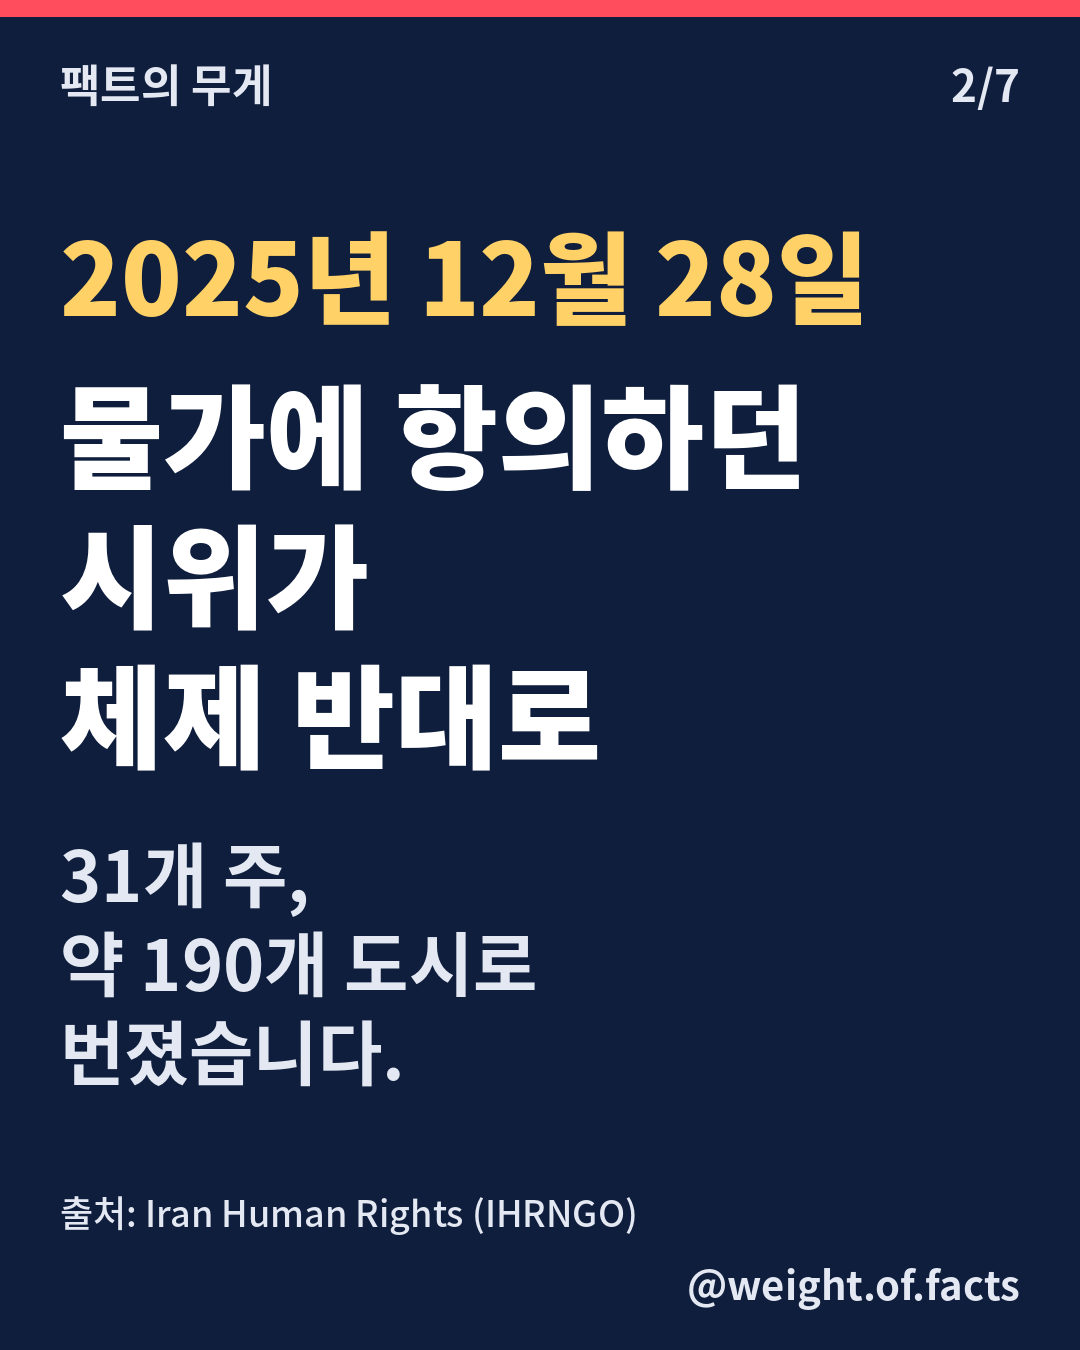 팩트의 무게
2/7
2025년 12월 28일
물가에 항의하던
시위가
체제 반대로
31개 주,
약 190개 도시로
번졌습니다.
출처: Iran Human Rights (IHRNGO)
@weight.of.facts